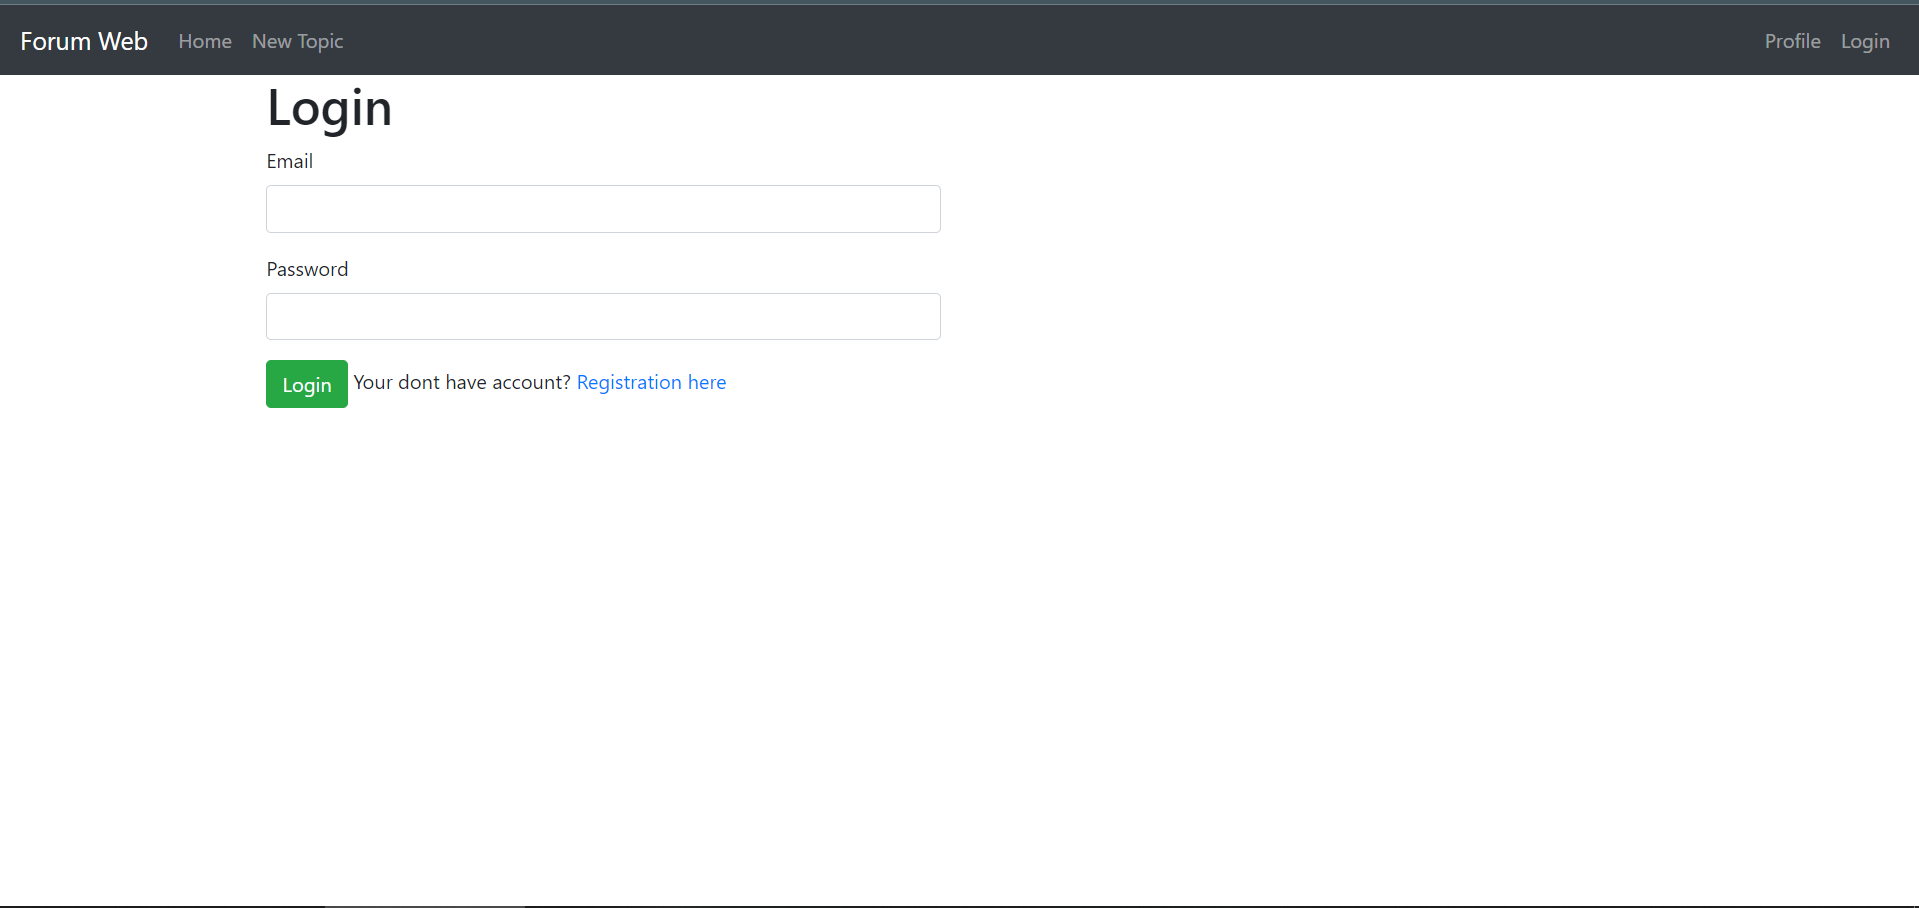 Forum Web Home New Topic Profile Login
Login
Email
Password
Login Your dont have account? Registration here